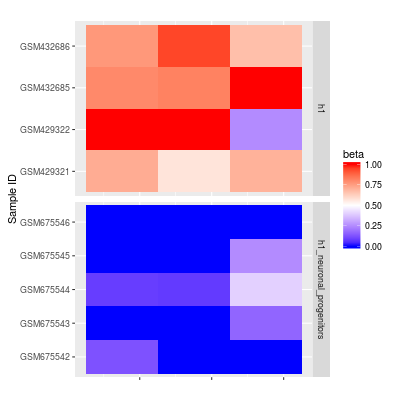 GSM432686
GSM432685
GSM429322
GSM429321
h1
GSM675546
GSM675545
GSM675544
GSM675543
GSM675542
h1_neuronal_progenitors
Sample ID
beta
1.00
0.75
0.50
0.25
0.00